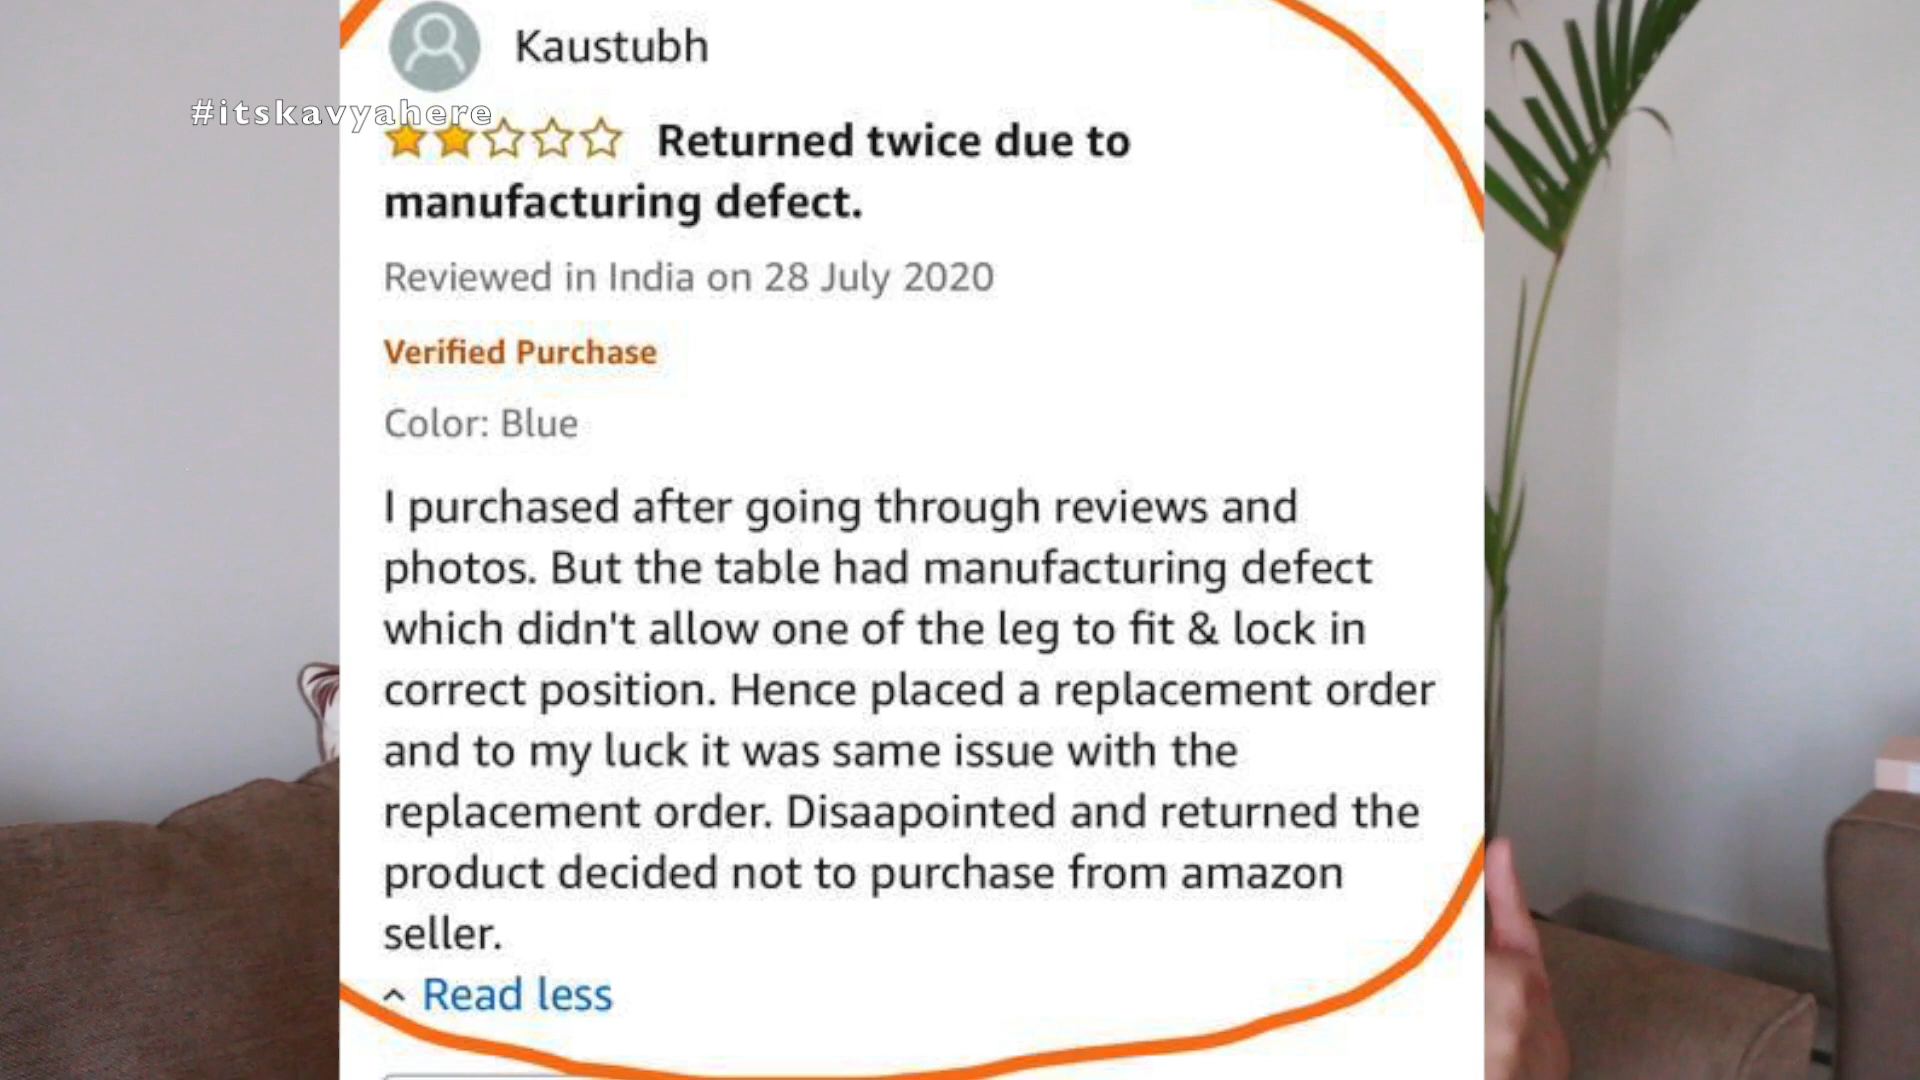 Kaustubh
#itskavyahere
Returned twice due to
manufacturing defect.
Reviewed in India on 28 July 2020
Verified Purchase
Color: Blue
I purchased after going through reviews and
photos. But the table had manufacturing defect
which didn't allow one of the leg to fit & lock in
correct position. Hence placed a replacement order
and to my luck it was same issue with the
replacement order. Disaapointed and returned the
product decided not to purchase from amazon
seller.
Read less